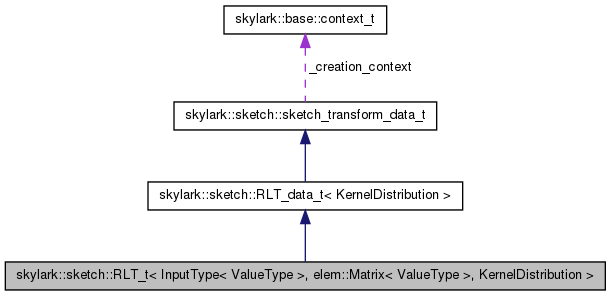 skylark::base::context_t
_creation_context
skylark::sketch::sketch_transform_data_t
skylark::sketch::RLT_data_t< KernelDistribution >
skylark::sketch::RLT_t< InputType< ValueType >, elem::Matrix< ValueType >, KernelDistribution >